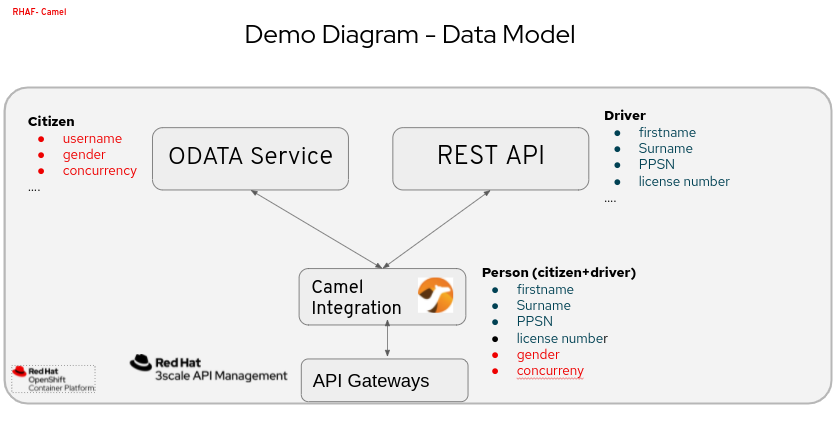 RHAF- Camel
Demo Diagram - Data Model
Citizen
● username
● gender
● concurrency
....
ODATA Service
REST API
Driver
● firstname
● Surname
● PPSN
● license number
....
Camel
Integration
Person (citizen+driver)
● firstname
● Surname
● PPSN
● license number
● gender
● concurreny
Red Hat
OpenShift
Container Platform
Red Hat
3scale API Management
API Gateways